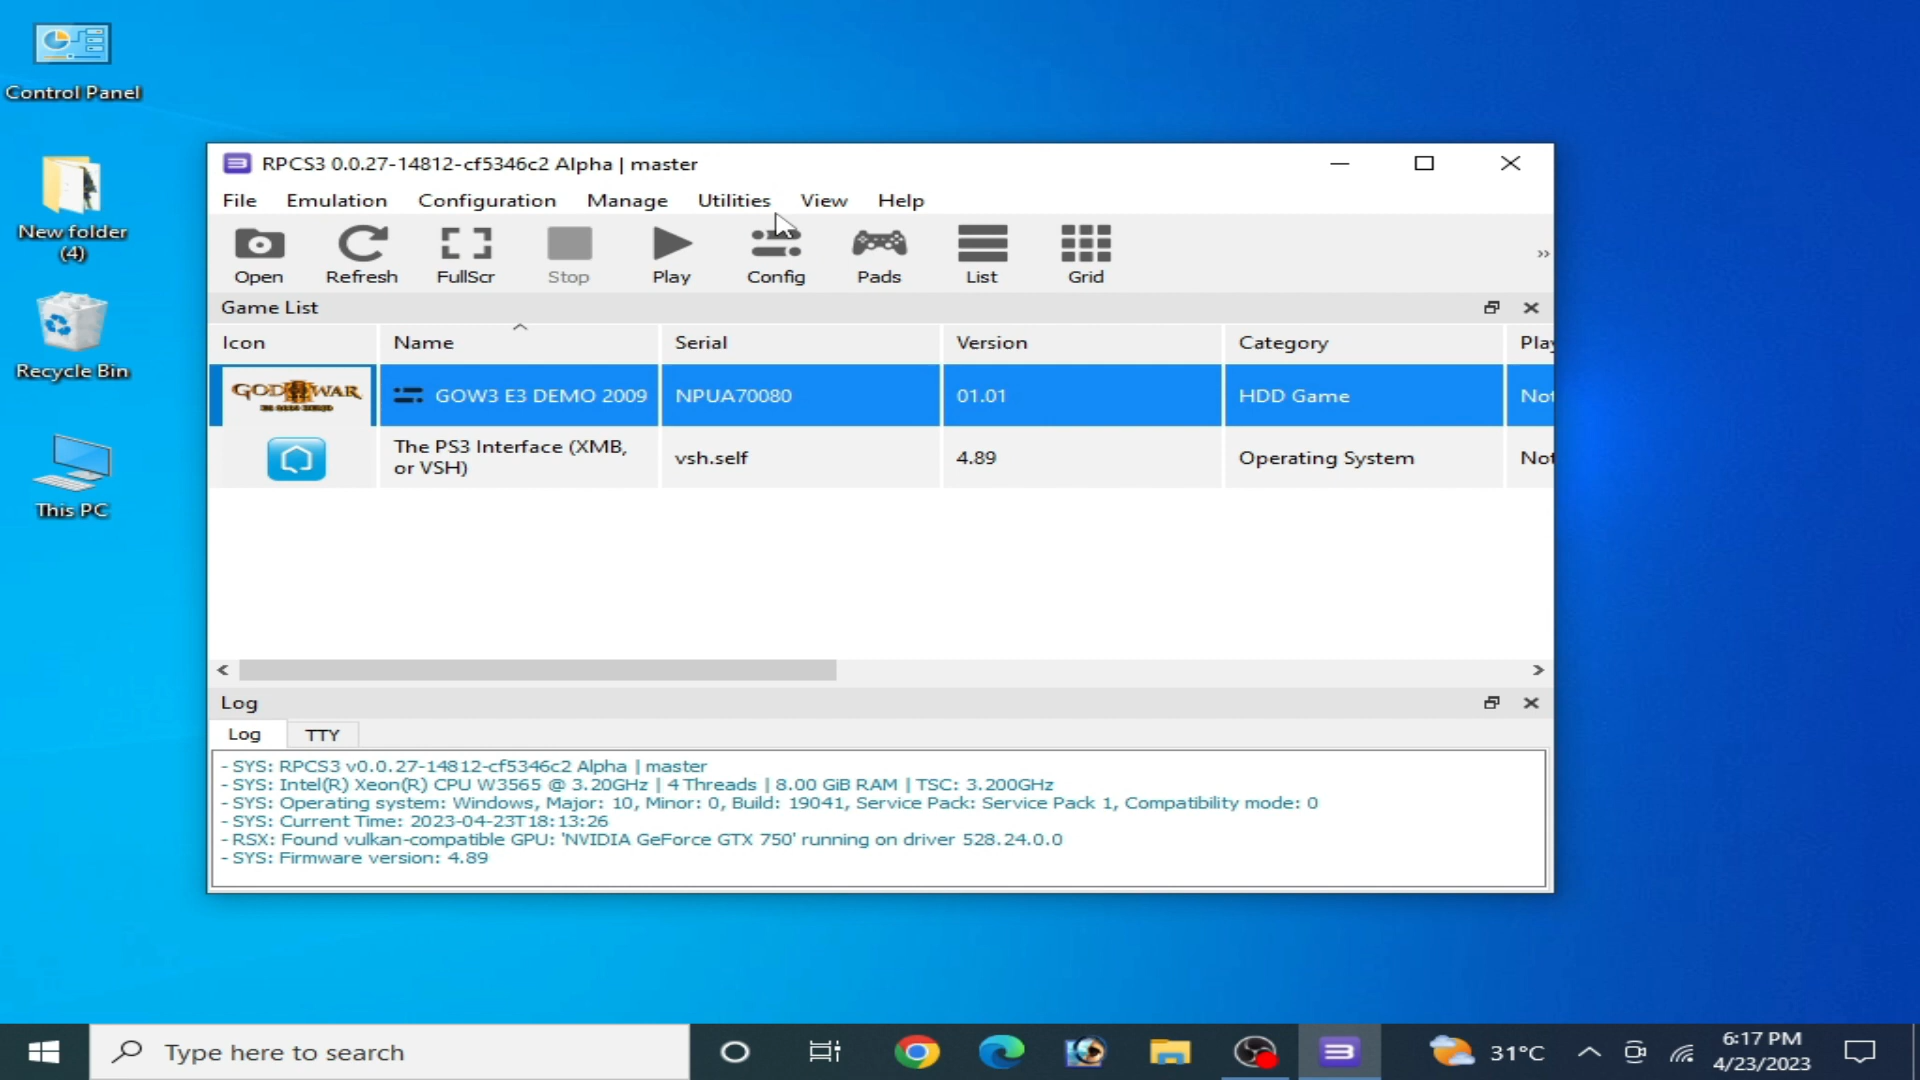 Control Panel
New folder
(4)
Recycle Bin
This PC
RPCS3 0.0.27-14812-cf5346c2 Alpha | master
File Emulation Configuration Manage Utilities View Help
Open Refresh FullScr Stop Play Config Pads List Grid
Game List
Icon Name Serial Version Category Play
GOD WAR GOW3 E3 DEMO 2009 NPUA70080 01.01 HDD Game Not
The PS3 Interface (XMB,
or VSH) vsh.self 4.89 Operating System Not
Log
Log TTY
- SYS: RPCS3 v0.0.27-14812-cf5346c2 Alpha | master
- SYS: Intel(R) Xeon(R) CPU W3565 @ 3.20GHz | 4 Threads | 8.00 GiB RAM | TSC: 3.200GHz
- SYS: Operating system: Windows, Major: 10, Minor: 0, Build: 19041, Service Pack: Service Pack 1, Compatibility mode: 0
- SYS: Current Time: 2023-04-23T18:13:26
- RSX: Found vulkan-compatible GPU: 'NVIDIA GeForce GTX 750' running on driver 528.24.0.0
- SYS: Firmware version: 4.89
Type here to search
31°C
6:17 PM
4/23/2023